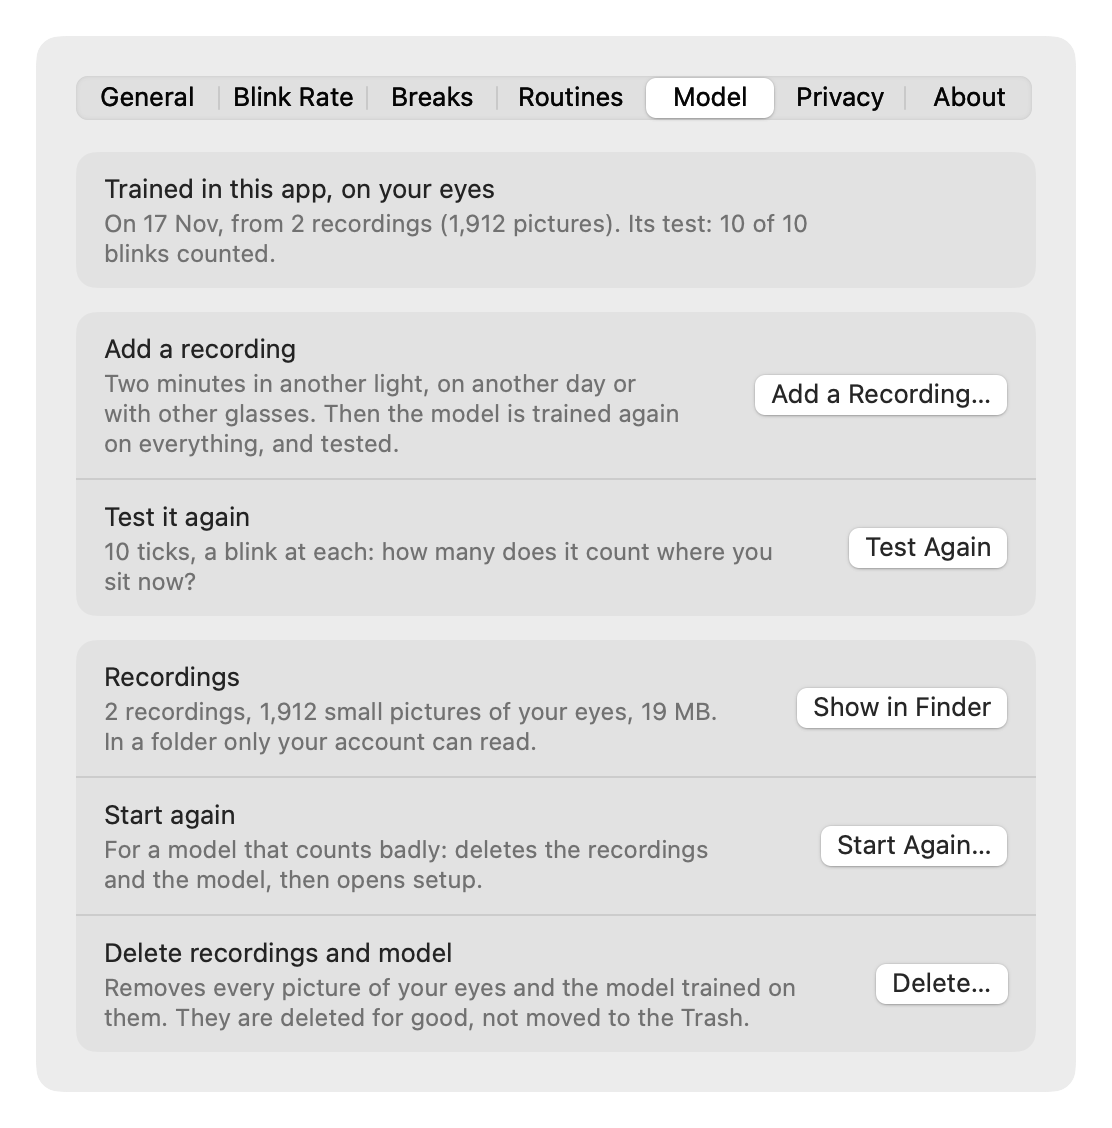 General Blink Rate Breaks Routines Model Privacy About
Trained in this app, on your eyes
On 17 Nov, from 2 recordings (1,912 pictures). Its test: 10 of 10
blinks counted.
Add a recording
Two minutes in another light, on another day or
with other glasses. Then the model is trained again
on everything, and tested.
Add a Recording...
Test it again
10 ticks, a blink at each: how many does it count where you
sit now?
Test Again
Recordings
2 recordings, 1,912 small pictures of your eyes, 19 MB.
In a folder only your account can read.
Show in Finder
Start again
For a model that counts badly: deletes the recordings
and the model, then opens setup.
Start Again...
Delete recordings and model
Removes every picture of your eyes and the model trained on
them. They are deleted for good, not moved to the Trash.
Delete...